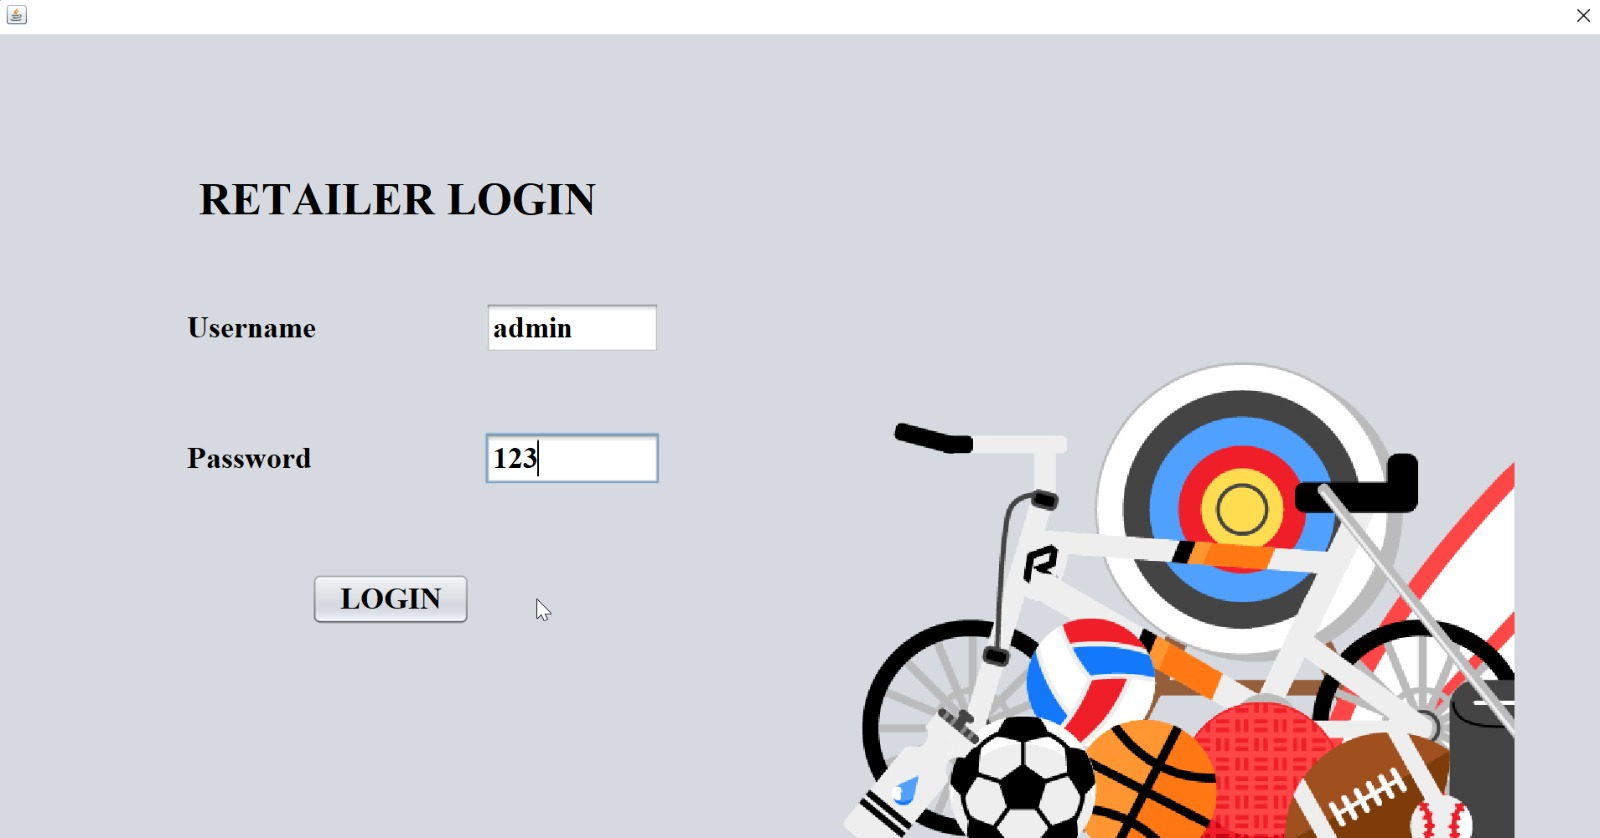 RETAILER LOGIN
Username
admin
Password
123
LOGIN
R